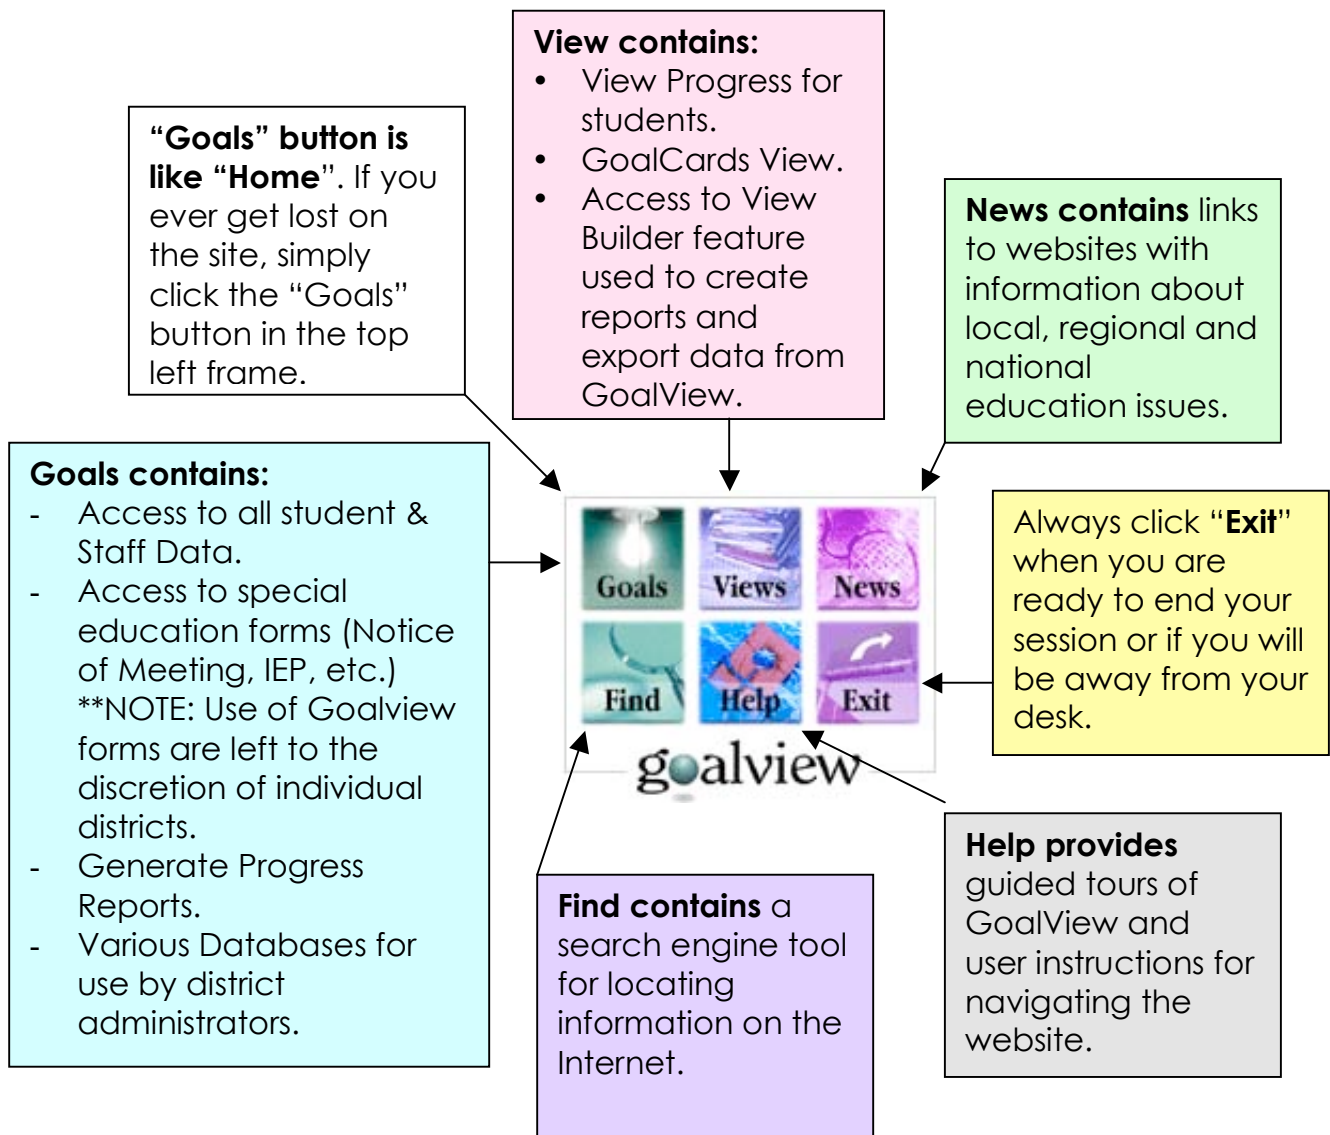 View contains:
• View Progress for
students.
• GoalCards View.
• Access to View
Builder feature
used to create
reports and
export data from
GoalView.
“Goals” button is
like “Home”. If you
ever get lost on
the site, simply
click the “Goals”
button in the top
left frame.
News contains links
to websites with
information about
local, regional and
national
education issues.
Goals contains:
- Access to all student &
Staff Data.
- Access to special
education forms (Notice
of Meeting, IEP, etc.)
**NOTE: Use of Goalview
forms are left to the
discretion of individual
districts.
- Generate Progress
Reports.
- Various Databases for
use by district
administrators.
Goals Views News
Find Help Exit
goalview
Always click “Exit”
when you are
ready to end your
session or if you will
be away from your
desk.
Find contains a
search engine tool
for locating
information on the
Internet.
Help provides
guided tours of
GoalView and
user instructions for
navigating the
website.